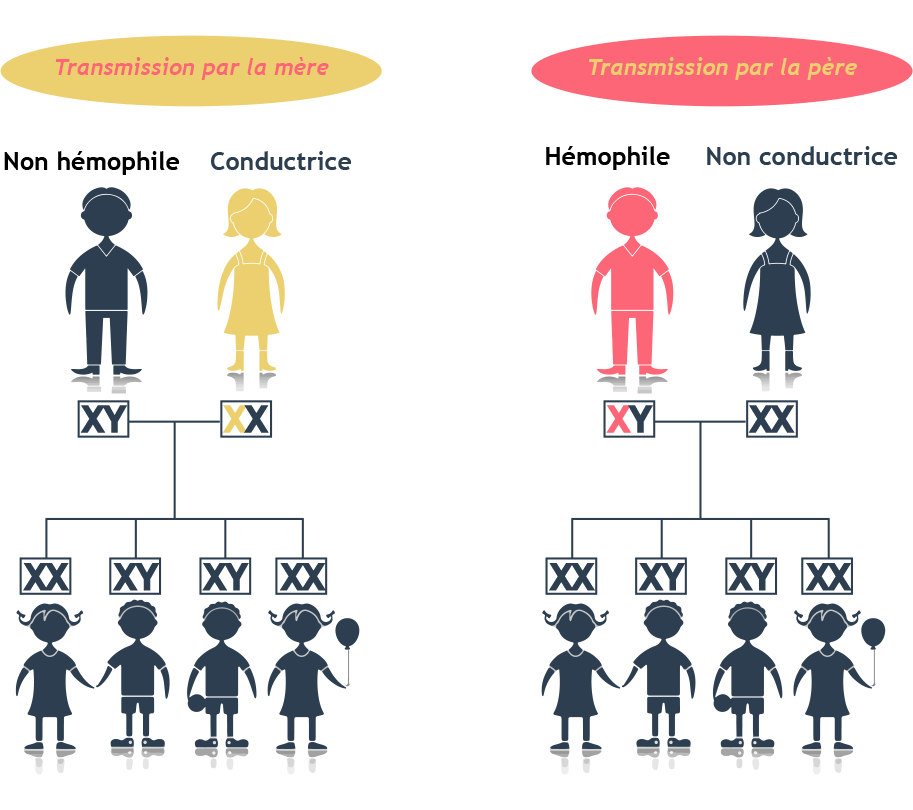 Transmission par la mère
Transmission par la père
Non hémophile
Conductrice
Hémophile
Non conductrice
XY
XX
XY
XX
XX
XY
XY
XX
XX
XY
XY
XX